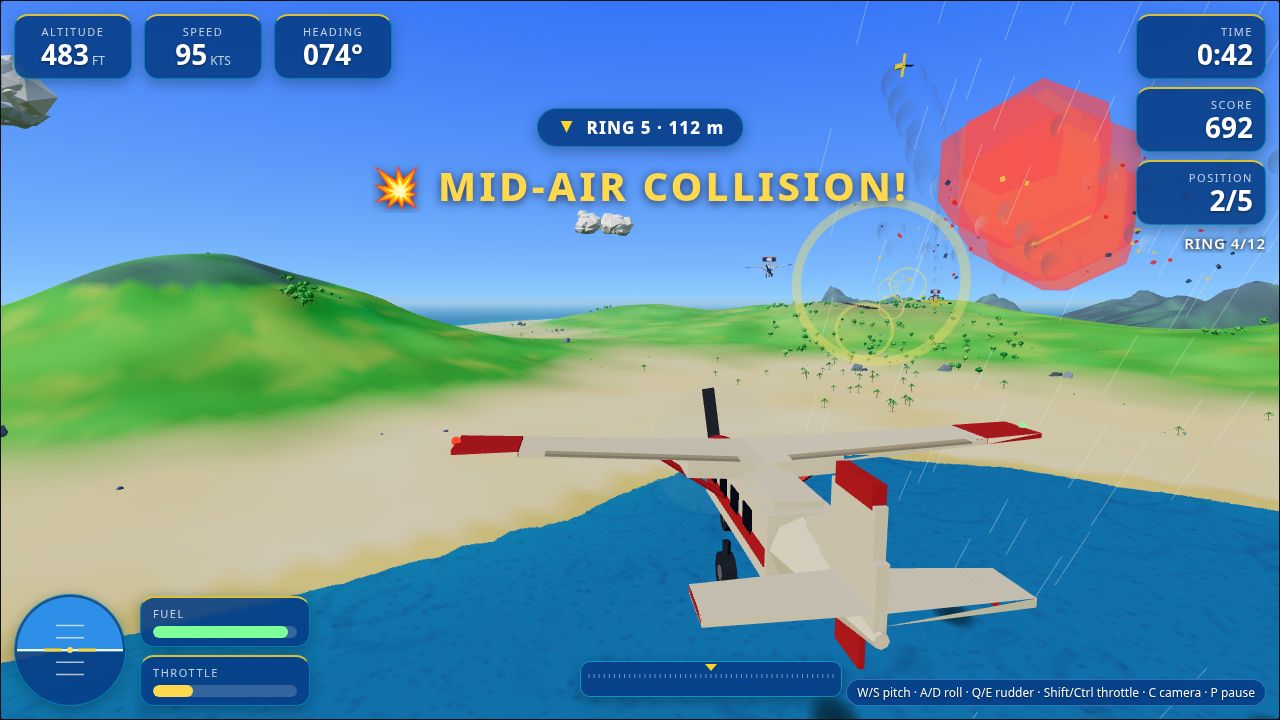 ALTITUDE
483 FT
SPEED
95 KTS
HEADING
074°
TIME
0:42
SCORE
692
POSITION
2/5
RING 4/12
▼ RING 5 · 112 m
💥 MID-AIR COLLISION!
FUEL
THROTTLE
W/S pitch · A/D roll · Q/E rudder · Shift/Ctrl throttle · C camera · P pause